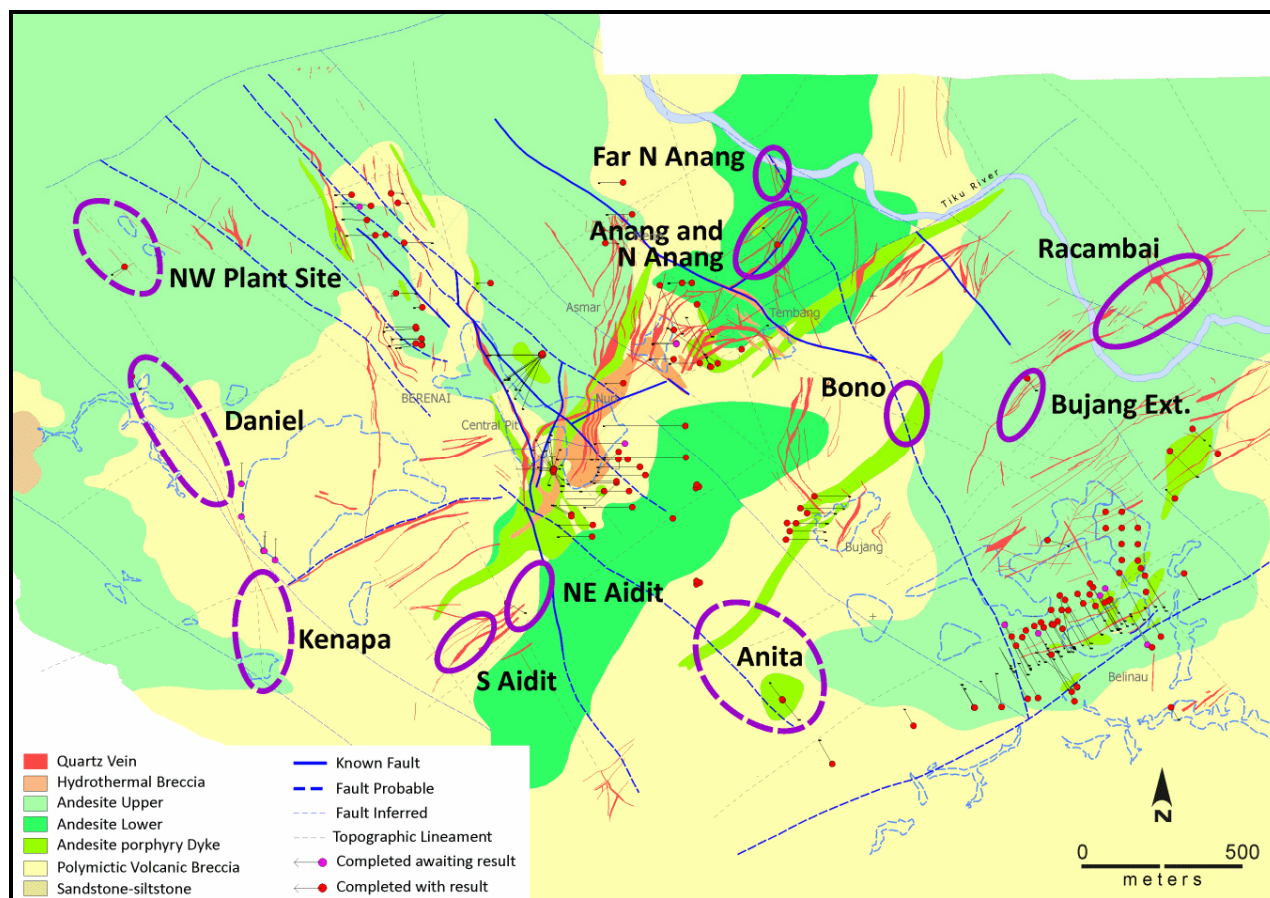 Far N Anang
Tiku River
Anang and
N Anang
Racambai
NW Plant Site
Asmar
Tembang
BERENAI
Nuri
Bono
Bujang Ext.
Daniel
Central Pit
Bujang
NE Aidit
Kenapa
S Aidit
Anita
Belinau
Quartz Vein
Hydrothermal Breccia
Andesite Upper
Andesite Lower
Andesite porphyry Dyke
Polymictic Volcanic Breccia
Sandstone-siltstone
Known Fault
Fault Probable
Fault Inferred
Topographic Lineament
Completed awaiting result
Completed with result
N
0 500
meters